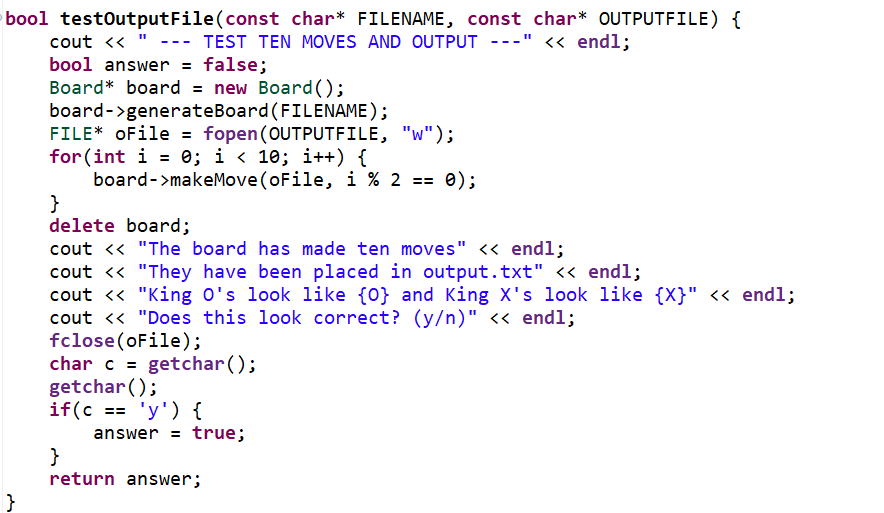 bool testOutputFile(const char* FILENAME, const char* OUTPUTFILE) {
    cout << " --- TEST TEN MOVES AND OUTPUT ---" << endl;
    bool answer = false;
    Board* board = new Board();
    board->generateBoard(FILENAME);
    FILE* oFile = fopen(OUTPUTFILE, "w");
    for(int i = 0; i < 10; i++) {
        board->makeMove(oFile, i % 2 == 0);
    }
    delete board;
    cout << "The board has made ten moves" << endl;
    cout << "They have been placed in output.txt" << endl;
    cout << "King O's look like {O} and King X's look like {X}" << endl;
    cout << "Does this look correct? (y/n)" << endl;
    fclose(oFile);
    char c = getchar();
    getchar();
    if(c == 'y') {
        answer = true;
    }
    return answer;
}